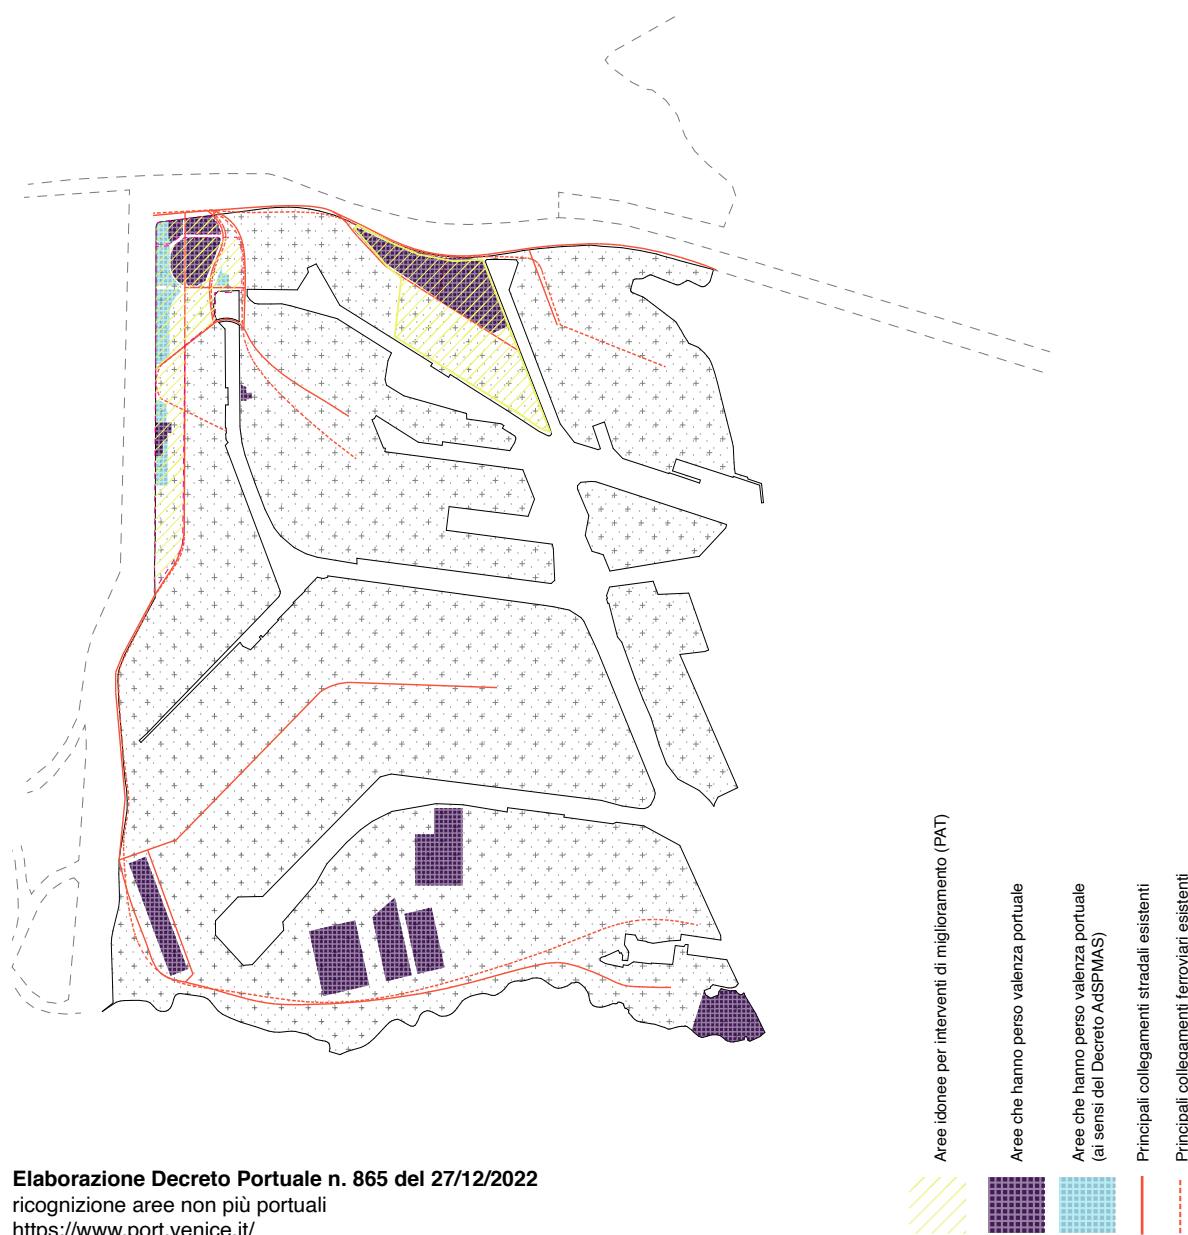 Aree idonee per interventi di miglioramento (PAT)
Aree che hanno perso valenza portuale
Aree che hanno perso valenza portuale
(ai sensi del Decreto AdSPMAS)
Principali collegamenti stradali esistenti
Principali collegamenti ferroviari esistenti
Elaborazione Decreto Portuale n. 865 del 27/12/2022
ricognizione aree non più portuali
https://www.port.venice.it/